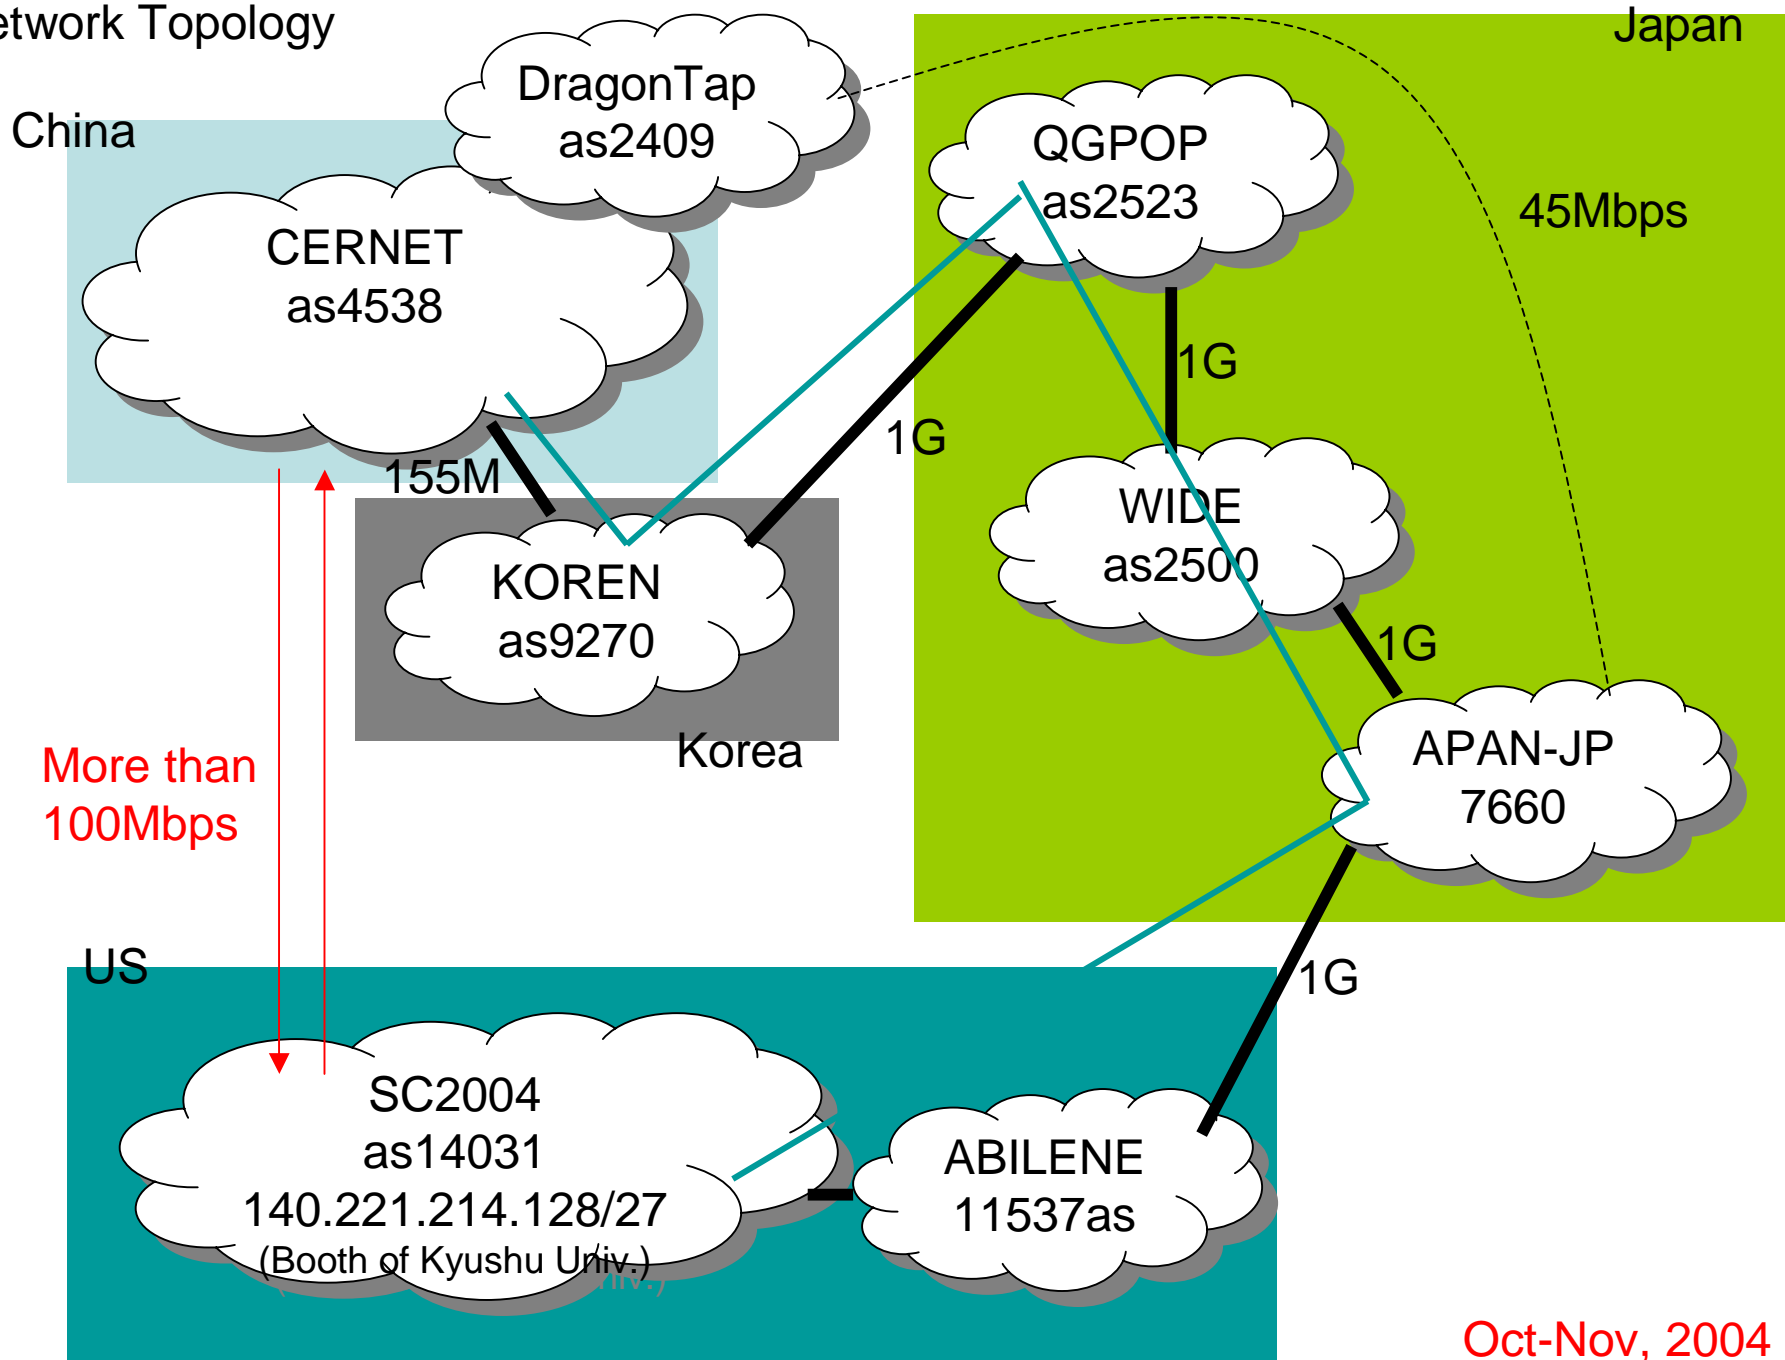 etwork Topology
Japan
DragonTap
as2409
China
QGPOP
as2523
45Mbps
CERNET
as4538
1G
1G
155M
WIDE
as2500
KOREN
as9270
1G
Korea
More than
100Mbps
APAN-JP
7660
US
1G
SC2004
as14031
140.221.214.128/27
(Booth of Kyushu Univ.)
ABILENE
11537as
Oct-Nov, 2004